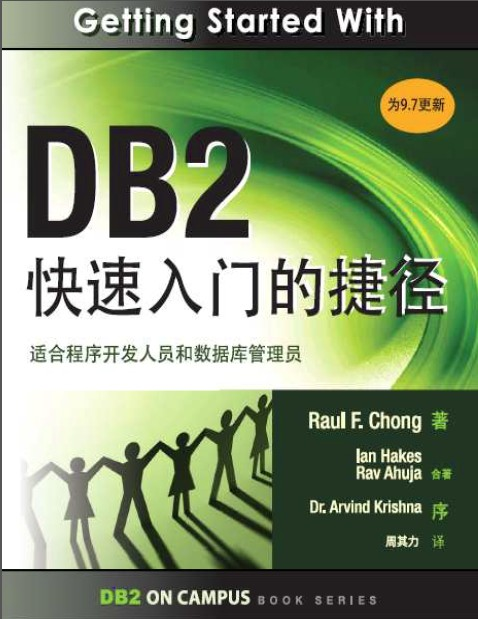 Getting Started With
为9.7更新
DB2
快速入门的捷径
适合程序开发人员和数据库管理员
Raul F. Chong 著
Ian Hakes
Rav Ahuja 合著
Dr. Arvind Krishna 序
周其力 译
DB2 ON CAMPUS BOOK SERIES